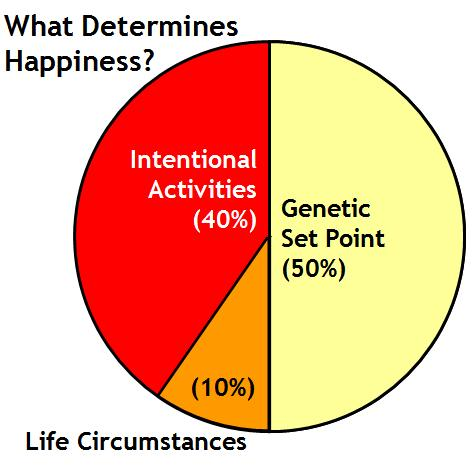 What Determines
Happiness?
Intentional
Activities
(40%)
Genetic
Set Point
(50%)
(10%)
Life Circumstances